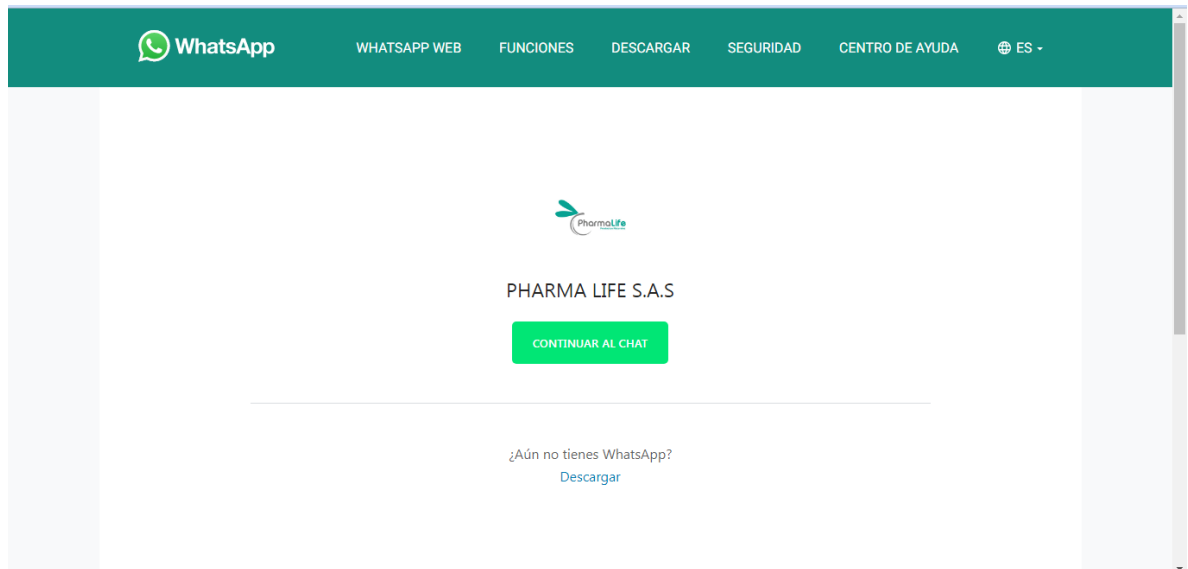 WhatsApp
WHATSAPP WEB FUNCIONES DESCARGAR SEGURIDAD CENTRO DE AYUDA ES
PharmaLife
PHARMA LIFE S.A.S
CONTINUAR AL CHAT
¿Aún no tienes WhatsApp?
Descargar